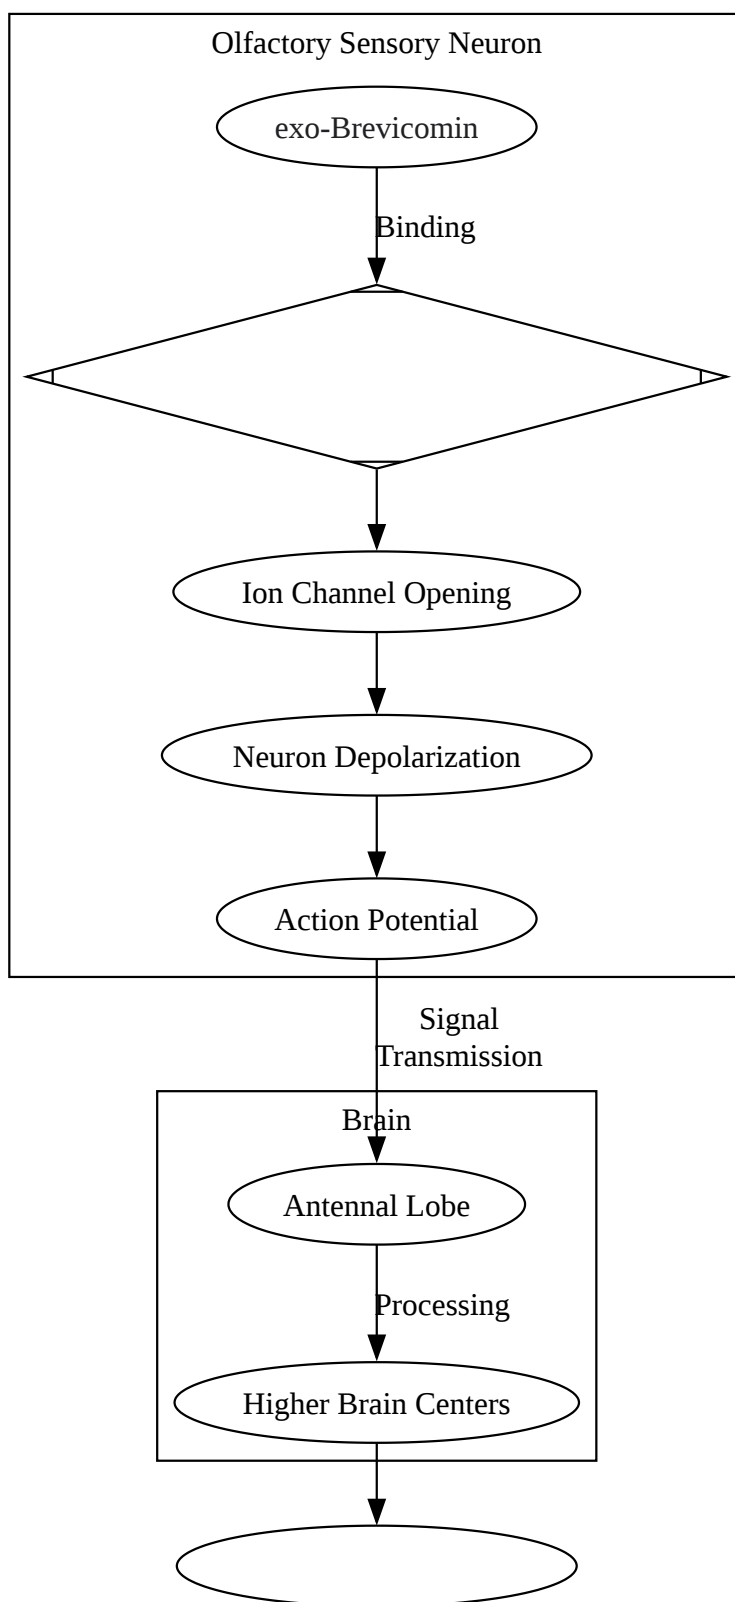 Olfactory Sensory Neuron
exo-Brevicomin
Binding
Ion Channel Opening
Neuron Depolarization
Action Potential
Signal
Transmission
Brain
Antennal Lobe
Processing
Higher Brain Centers